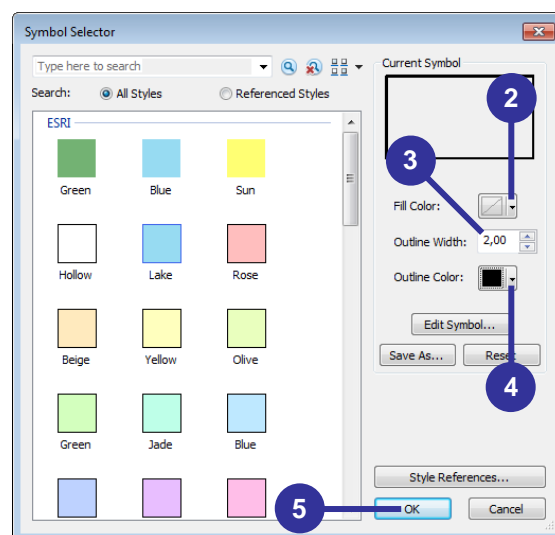 Symbol Selector
Type here to search
Search: All Styles Referenced Styles
ESRI
Green Blue Sun
Hollow Lake Rose
Beige Yellow Olive
Green Jade Blue
Current Symbol
2
3
Fill Color:
Outline Width: 2,00
Outline Color:
Edit Symbol...
Save As... Reset
4
Style References...
5
OK Cancel